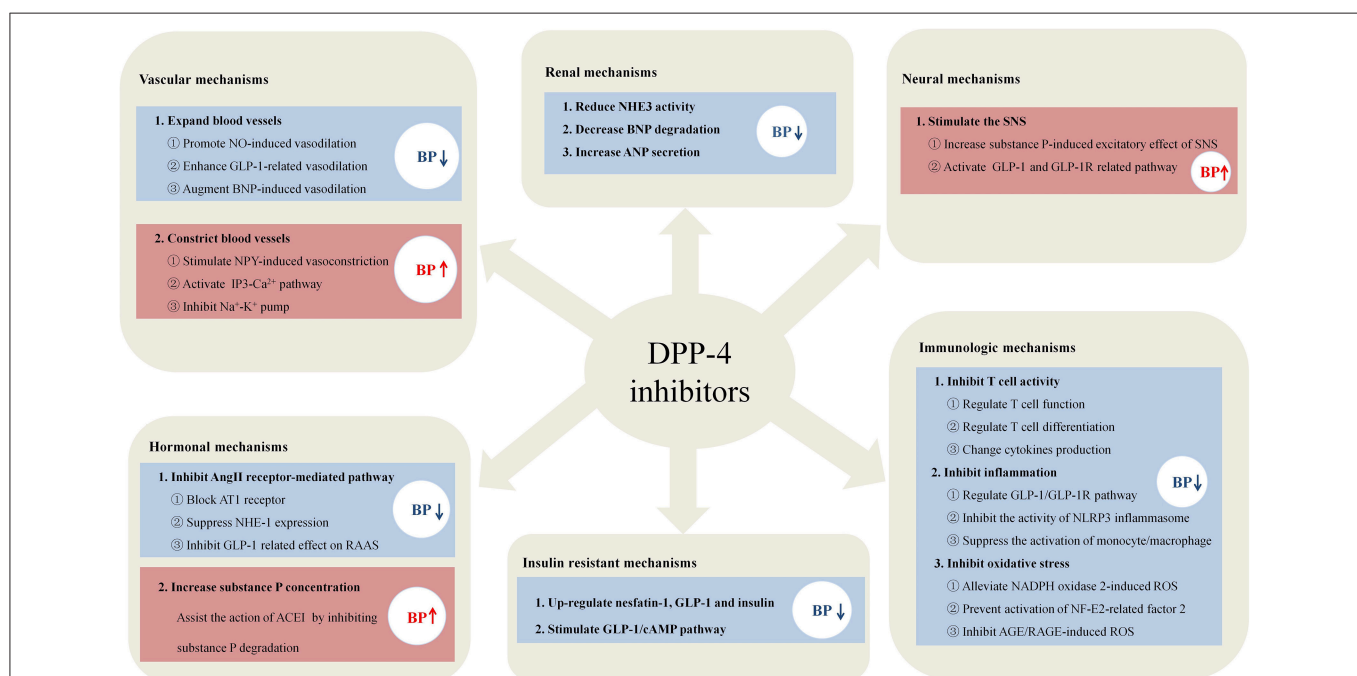 Vascular mechanisms
1. Expand blood vessels
① Promote NO-induced vasodilation
② Enhance GLP-1-related vasodilation
③ Augment BNP-induced vasodilation
BP↓
2. Constrict blood vessels
① Stimulate NPY-induced vasoconstriction
② Activate IP3-Ca²⁺ pathway
③ Inhibit Na⁺-K⁺ pump
BP↑
Renal mechanisms
1. Reduce NHE3 activity
2. Decrease BNP degradation
3. Increase ANP secretion
BP↓
Neural mechanisms
1. Stimulate the SNS
① Increase substance P-induced excitatory effect of SNS
② Activate GLP-1 and GLP-1R related pathway
BP↑
DPP-4
inhibitors
Hormonal mechanisms
1. Inhibit AngII receptor-mediated pathway
① Block AT1 receptor
② Suppress NHE-1 expression
③ Inhibit GLP-1 related effect on RAAS
BP↓
2. Increase substance P concentration
Assist the action of ACEI by inhibiting
substance P degradation
BP↑
Insulin resistant mechanisms
1. Up-regulate nesfatin-1, GLP-1 and insulin
2. Stimulate GLP-1/cAMP pathway
BP↓
Immunologic mechanisms
1. Inhibit T cell activity
① Regulate T cell function
② Regulate T cell differentiation
③ Change cytokines production
2. Inhibit inflammation
① Regulate GLP-1/GLP-1R pathway
② Inhibit the activity of NLRP3 inflammasome
③ Suppress the activation of monocyte/macrophage
BP↓
3. Inhibit oxidative stress
① Alleviate NADPH oxidase 2-induced ROS
② Prevent activation of NF-E2-related factor 2
③ Inhibit AGE/RAGE-induced ROS